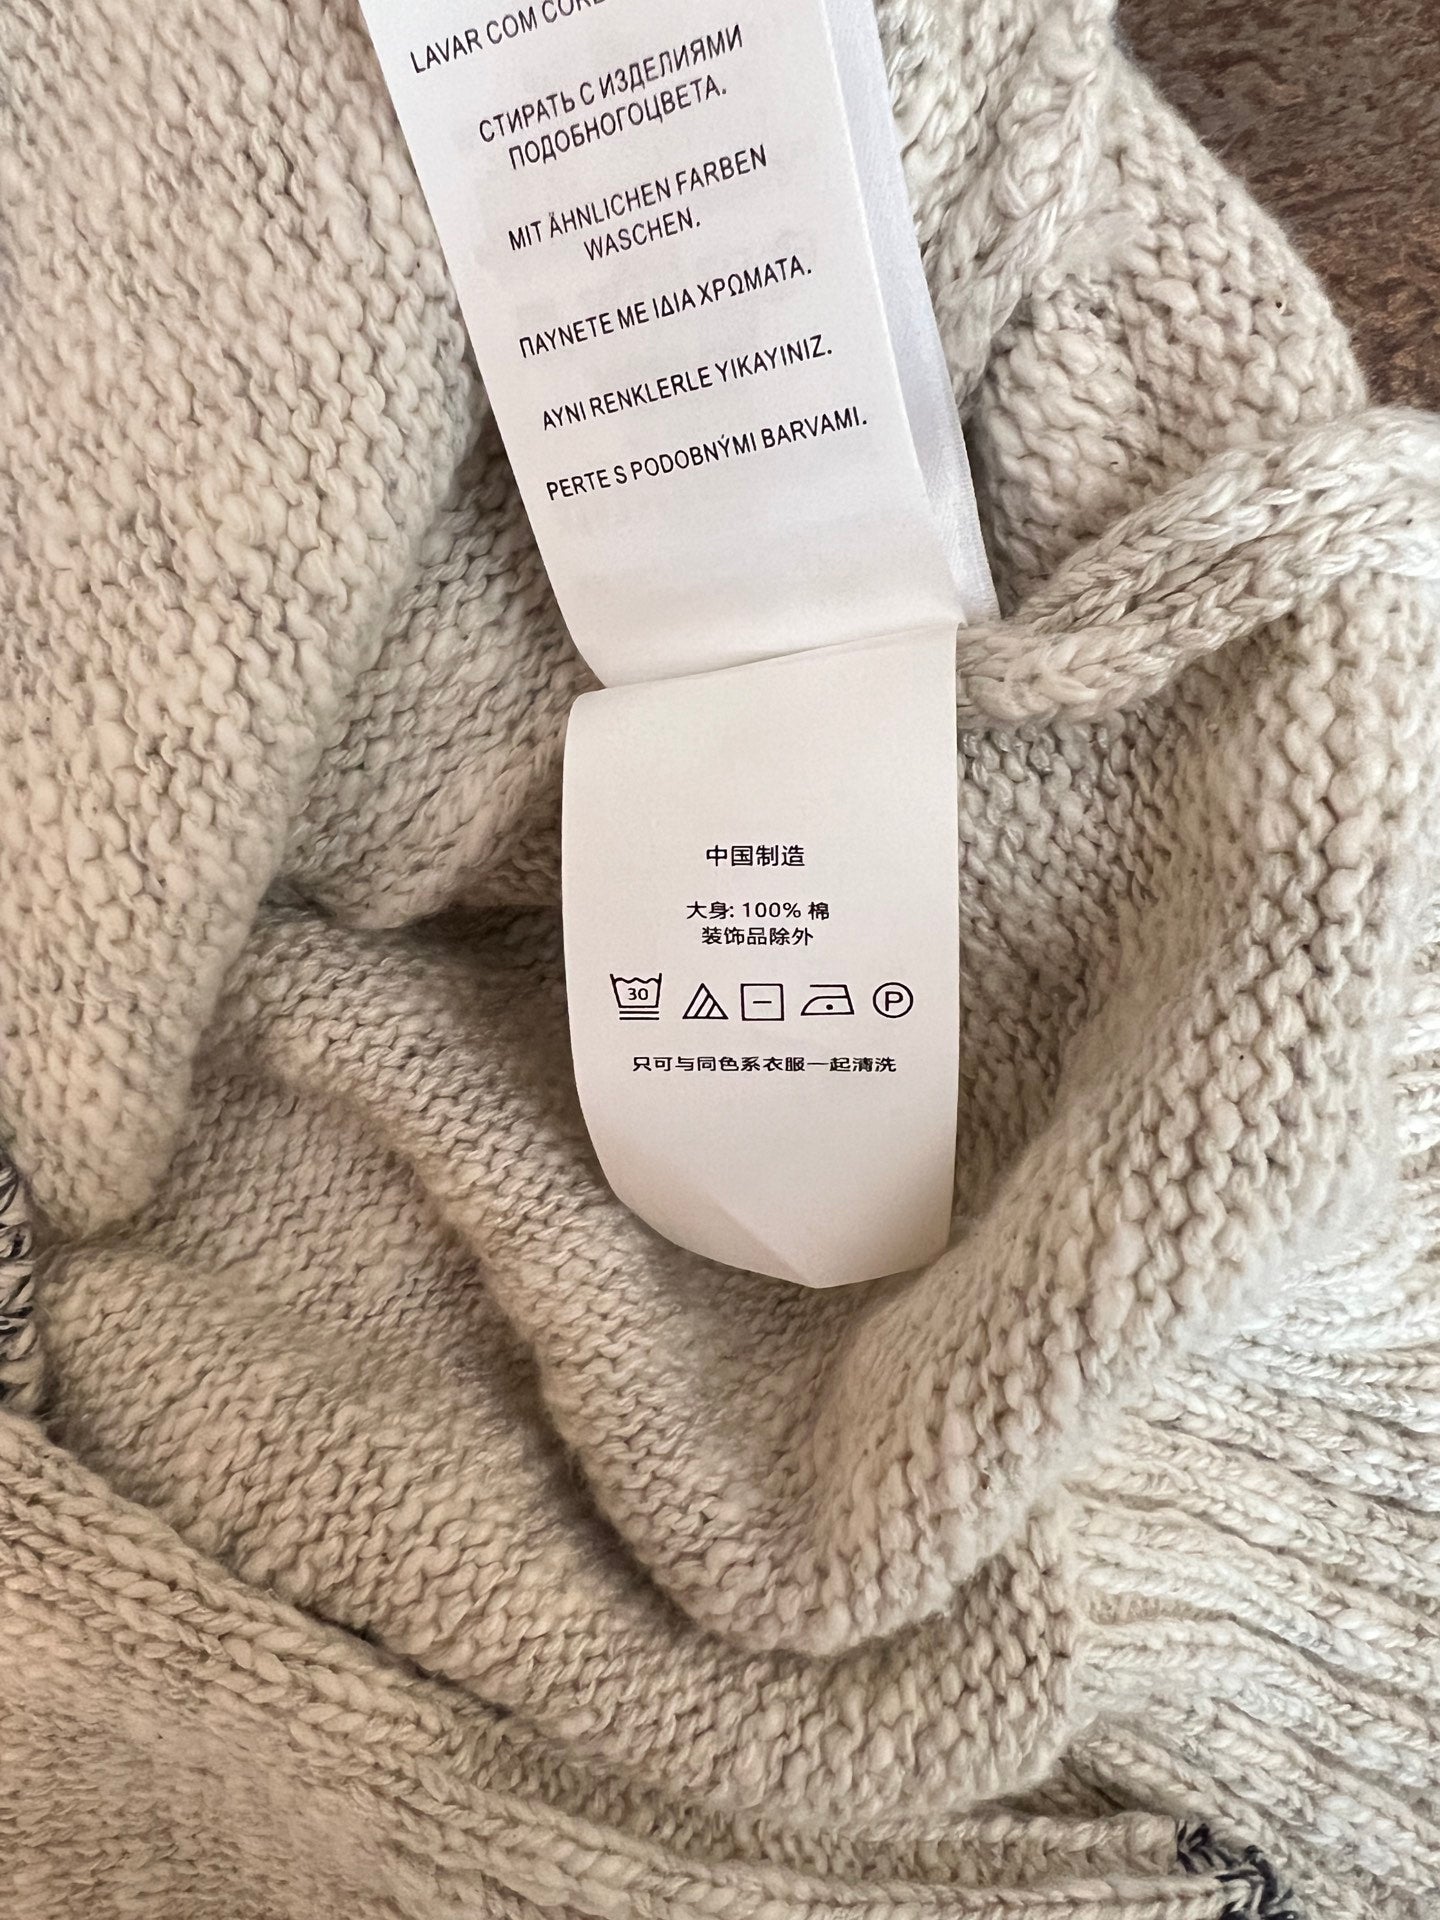 LAVAR COM
СТИРАТЬ С ИЗДЕЛИЯМИ
ПОДОБНОГОЦВЕТА.
MIT ÄHNLICHEN FARBEN
WASCHEN.
ΠΛΥΝΕΤΕ ΜΕ ΙΔΙΑ ΧΡΩΜΑΤΑ.
AYNI RENKLERLE YIKAYINIZ.
PERTE S PODOBNÝMI BARVAMI.
中国制造
大身: 100% 棉
装饰品除外
30 P
只可与同色系衣服一起清洗